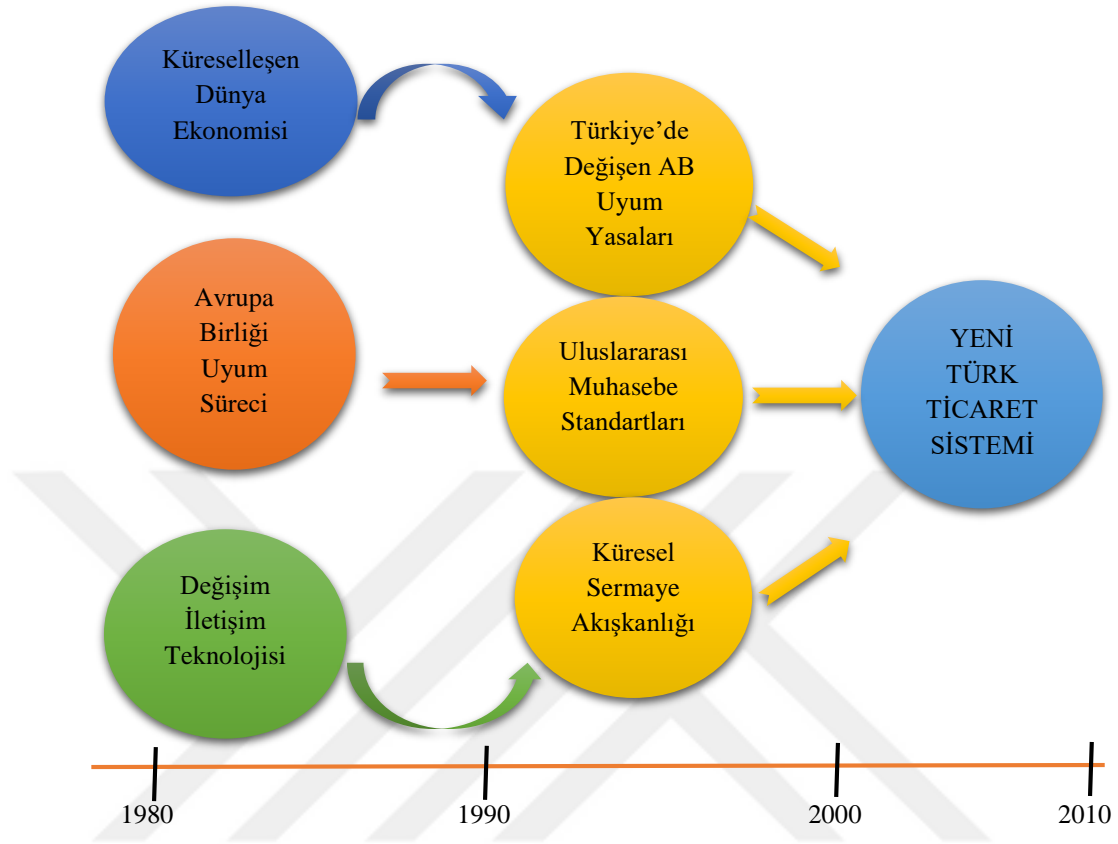 Küreselleşen
Dünya
Ekonomisi
Türkiye’de
Değişen AB
Uyum
Yasaları
Avrupa
Birliği
Uyum
Süreci
Uluslararası
Muhasebe
Standartları
YENİ
TÜRK
TİCARET
SİSTEMİ
Değişim
İletişim
Teknolojisi
Küresel
Sermaye
Akışkanlığı
1980
1990
2000
2010